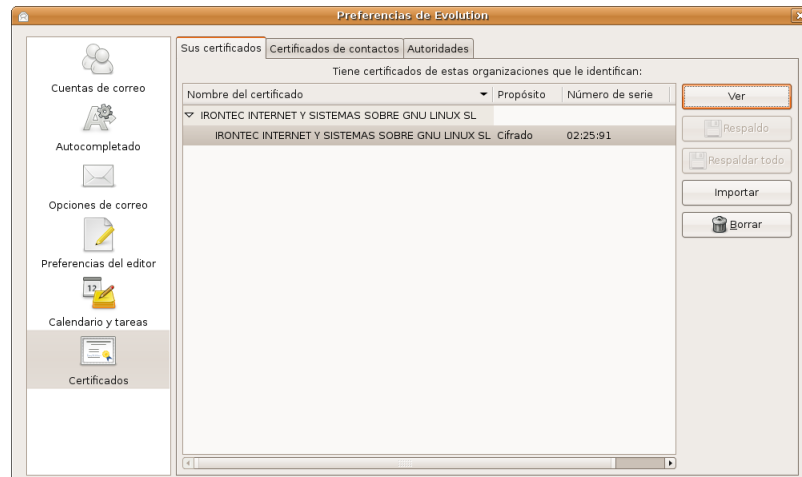 Preferencias de Evolution
Cuentas de correo
Autocompletado
Opciones de correo
Preferencias del editor
12
Calendario y tareas
Certificados
Sus certificados Certificados de contactos Autoridades
Tiene certificados de estas organizaciones que le identifican:
Nombre del certificado Propósito Número de serie
IRONTEC INTERNET Y SISTEMAS SOBRE GNU LINUX SL
IRONTEC INTERNET Y SISTEMAS SOBRE GNU LINUX SL Cifrado 02:25:91
Ver
Respaldo
Respaldar todo
Importar
Borrar